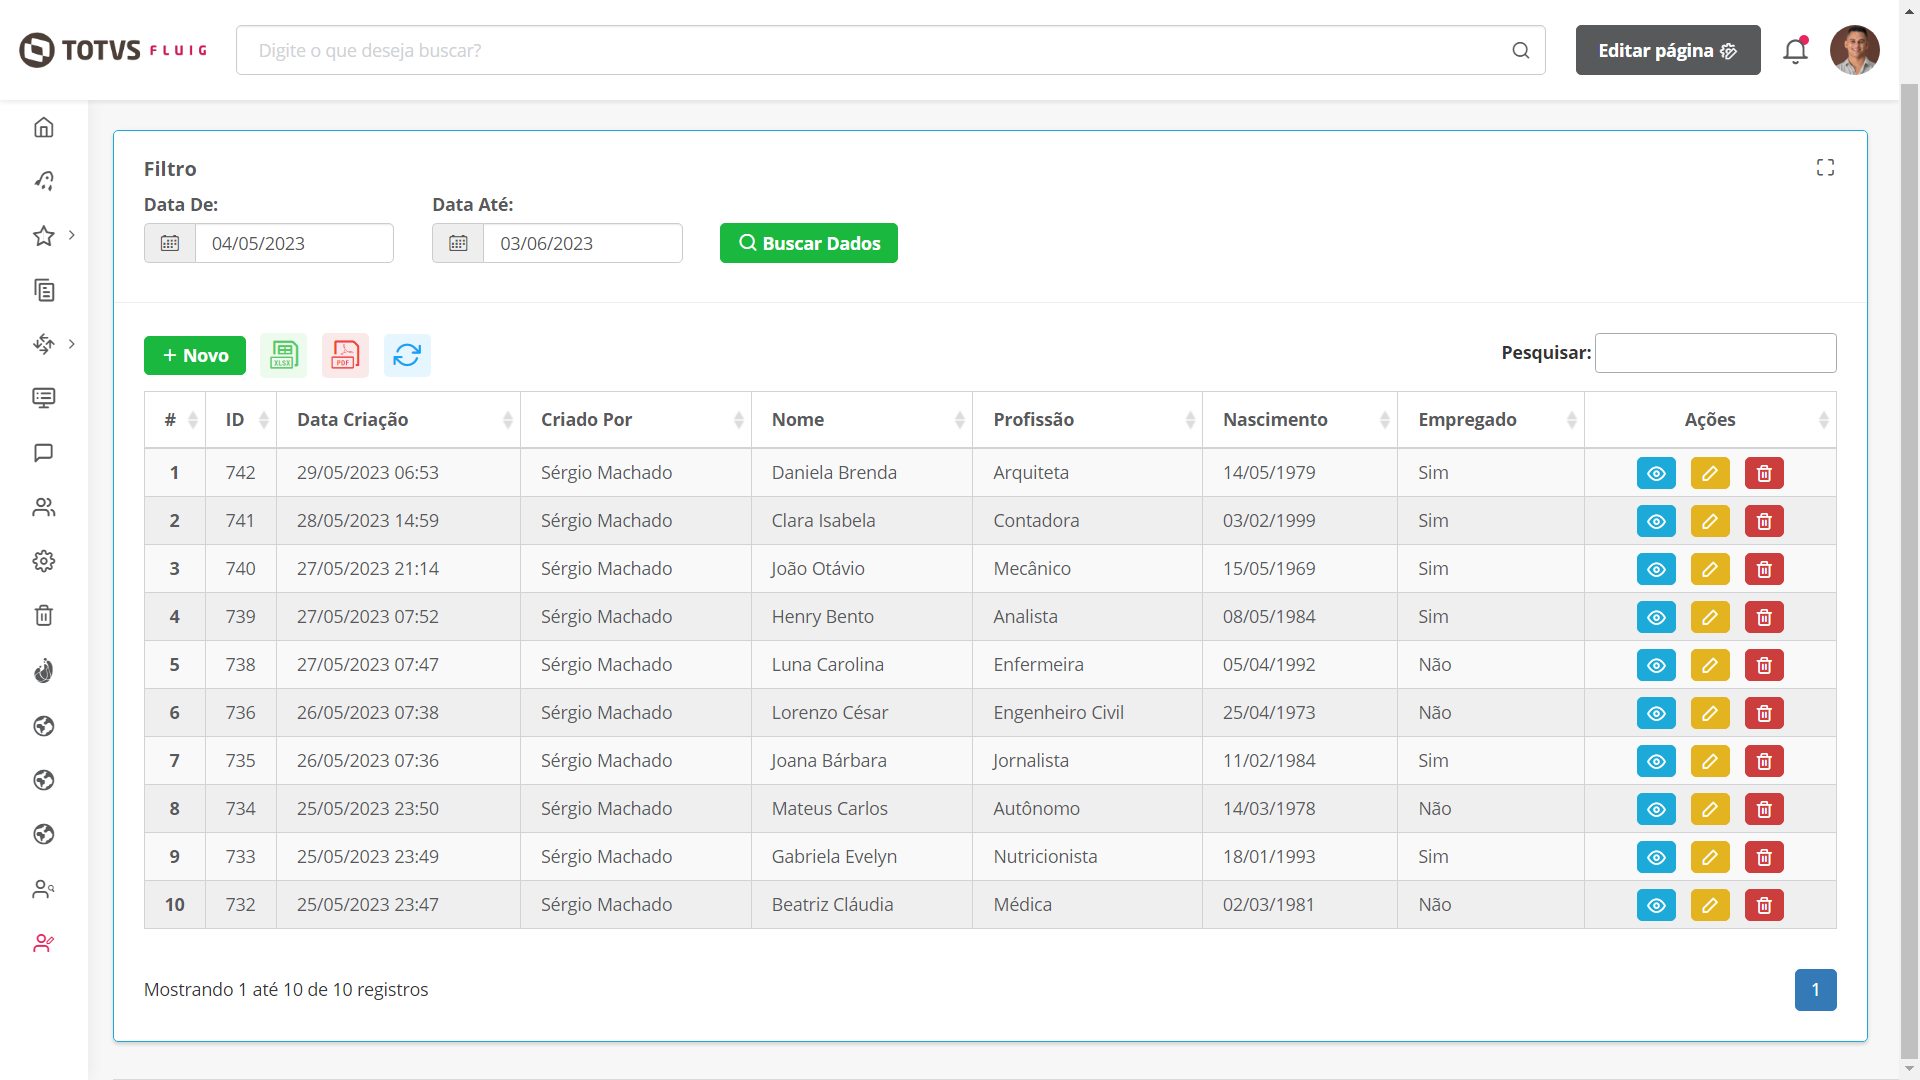 TOTVS FLUIG
Digite o que deseja buscar?
Editar página
Filtro
Data De:
Data Até:
04/05/2023
03/06/2023
Buscar Dados
+ Novo
XLSX
PDF
Pesquisar:
# ID Data Criação Criado Por Nome Profissão Nascimento Empregado Ações
1 742 29/05/2023 06:53 Sérgio Machado Daniela Brenda Arquiteta 14/05/1979 Sim
2 741 28/05/2023 14:59 Sérgio Machado Clara Isabela Contadora 03/02/1999 Sim
3 740 27/05/2023 21:14 Sérgio Machado João Otávio Mecânico 15/05/1969 Sim
4 739 27/05/2023 07:52 Sérgio Machado Henry Bento Analista 08/05/1984 Sim
5 738 27/05/2023 07:47 Sérgio Machado Luna Carolina Enfermeira 05/04/1992 Não
6 736 26/05/2023 07:38 Sérgio Machado Lorenzo César Engenheiro Civil 25/04/1973 Não
7 735 26/05/2023 07:36 Sérgio Machado Joana Bárbara Jornalista 11/02/1984 Sim
8 734 25/05/2023 23:50 Sérgio Machado Mateus Carlos Autônomo 14/03/1978 Não
9 733 25/05/2023 23:49 Sérgio Machado Gabriela Evelyn Nutricionista 18/01/1993 Sim
10 732 25/05/2023 23:47 Sérgio Machado Beatriz Cláudia Médica 02/03/1981 Não
Mostrando 1 até 10 de 10 registros
1